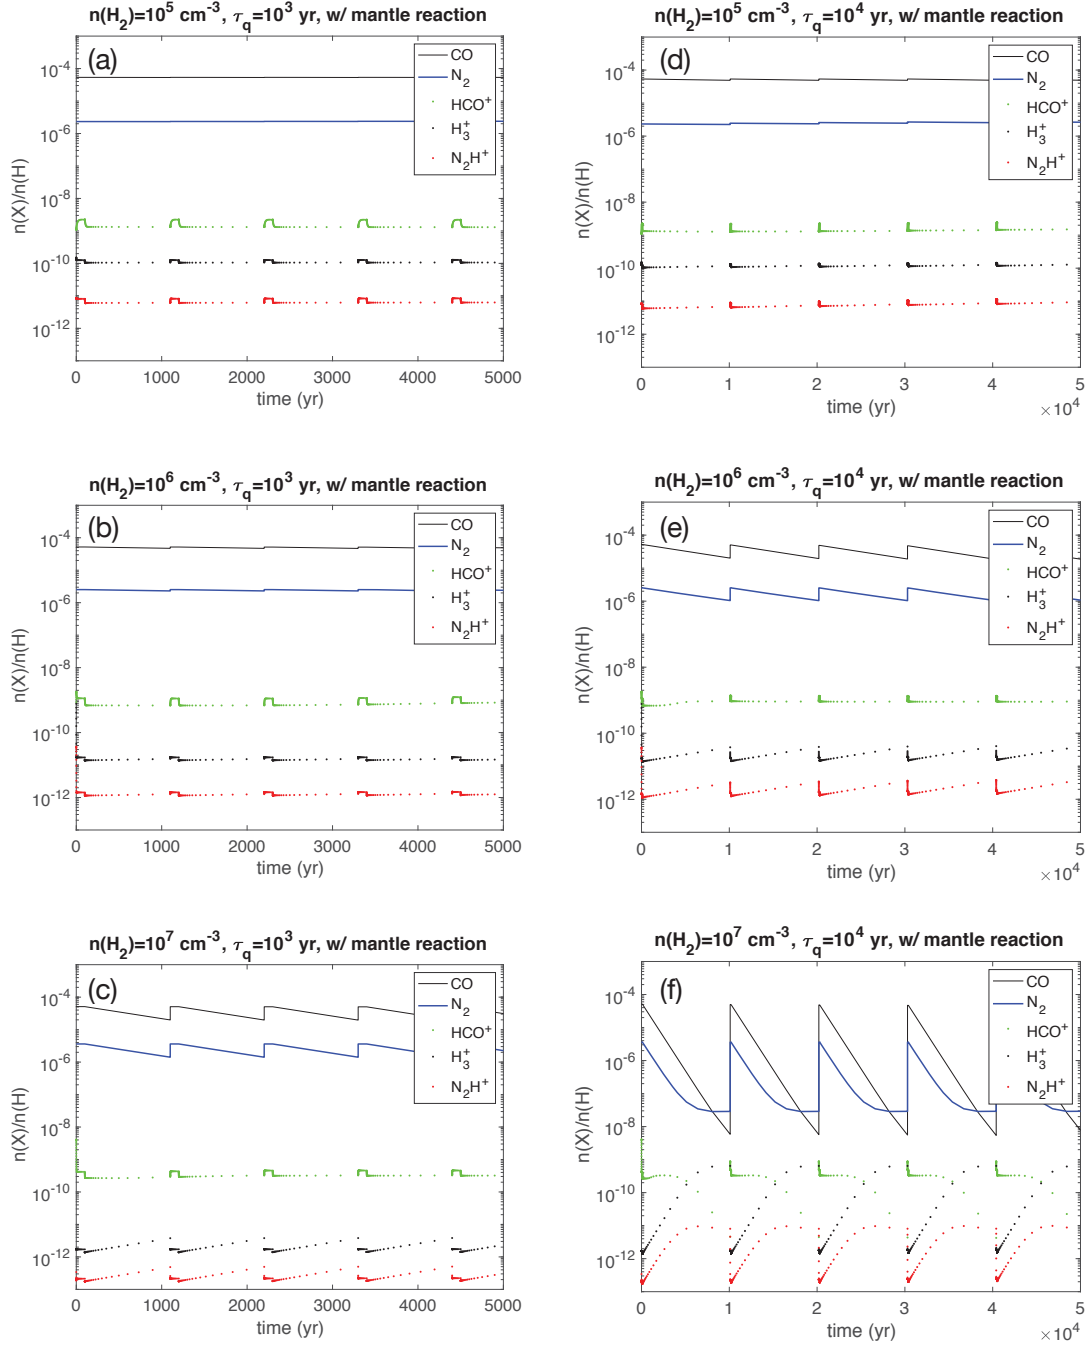 n(H2)=10^5 cm^-3, τq=10^3 yr, w/ mantle reaction
(a)
CO
N2
HCO+
H3+
N2H+
10^-4
10^-6
10^-8
10^-10
10^-12
n(X)/n(H)
0 1000 2000 3000 4000 5000
time (yr)
n(H2)=10^5 cm^-3, τq=10^4 yr, w/ mantle reaction
(d)
CO
N2
HCO+
H3+
N2H+
10^-4
10^-6
10^-8
10^-10
10^-12
n(X)/n(H)
0 1 2 3 4 5
time (yr)
×10^4
n(H2)=10^6 cm^-3, τq=10^3 yr, w/ mantle reaction
(b)
CO
N2
HCO+
H3+
N2H+
10^-4
10^-6
10^-8
10^-10
10^-12
n(X)/n(H)
0 1000 2000 3000 4000 5000
time (yr)
n(H2)=10^6 cm^-3, τq=10^4 yr, w/ mantle reaction
(e)
CO
N2
HCO+
H3+
N2H+
10^-4
10^-6
10^-8
10^-10
10^-12
n(X)/n(H)
0 1 2 3 4 5
time (yr)
×10^4
n(H2)=10^7 cm^-3, τq=10^3 yr, w/ mantle reaction
(c)
CO
N2
HCO+
H3+
N2H+
10^-4
10^-6
10^-8
10^-10
10^-12
n(X)/n(H)
0 1000 2000 3000 4000 5000
time (yr)
n(H2)=10^7 cm^-3, τq=10^4 yr, w/ mantle reaction
(f)
CO
N2
HCO+
H3+
N2H+
10^-4
10^-6
10^-8
10^-10
10^-12
n(X)/n(H)
0 1 2 3 4 5
time (yr)
×10^4